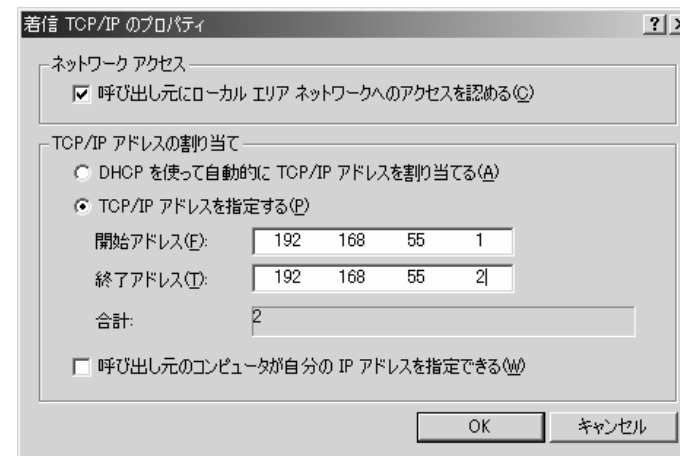 着信 TCP/IP のプロパティ
ネットワーク アクセス
呼び出し元にローカル エリア ネットワークへのアクセスを認める(C)
TCP/IP アドレスの割り当て
DHCP を使って自動的に TCP/IP アドレスを割り当てる(A)
TCP/IP アドレスを指定する(P)
開始アドレス(F): 192 168 55 1
終了アドレス(T): 192 168 55 2
合計: 2
呼び出し元のコンピュータが自分の IP アドレスを指定できる(W)
OK キャンセル